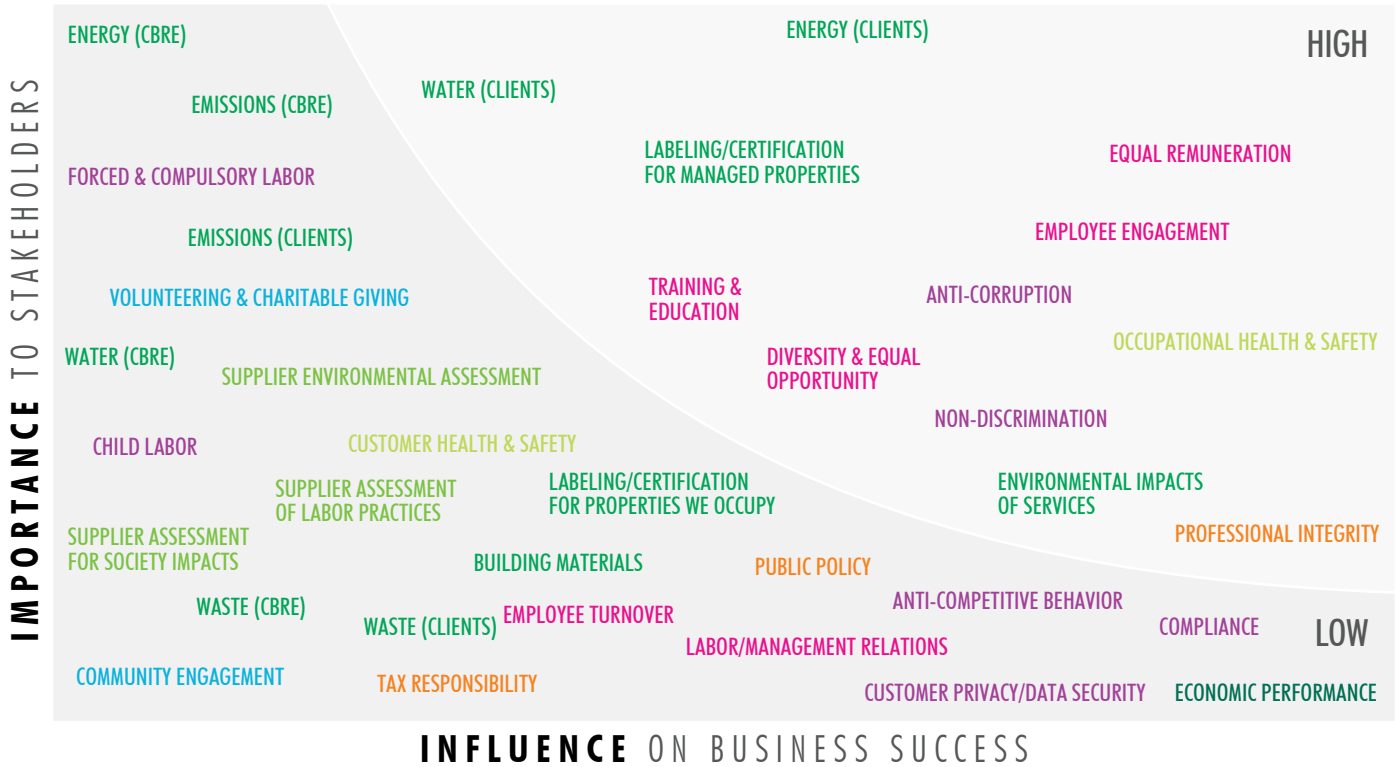 IMPORTANCE TO STAKEHOLDERS
ENERGY (CBRE)
ENERGY (CLIENTS)
HIGH
WATER (CLIENTS)
EMISSIONS (CBRE)
LABELING/CERTIFICATION
FOR MANAGED PROPERTIES
EQUAL REMUNERATION
FORCED & COMPULSORY LABOR
EMPLOYEE ENGAGEMENT
EMISSIONS (CLIENTS)
TRAINING &
EDUCATION
ANTI-CORRUPTION
VOLUNTEERING & CHARITABLE GIVING
OCCUPATIONAL HEALTH & SAFETY
WATER (CBRE)
DIVERSITY & EQUAL
OPPORTUNITY
SUPPLIER ENVIRONMENTAL ASSESSMENT
NON-DISCRIMINATION
CHILD LABOR
CUSTOMER HEALTH & SAFETY
SUPPLIER ASSESSMENT
OF LABOR PRACTICES
LABELING/CERTIFICATION
FOR PROPERTIES WE OCCUPY
ENVIRONMENTAL IMPACTS
OF SERVICES
SUPPLIER ASSESSMENT
FOR SOCIETY IMPACTS
PROFESSIONAL INTEGRITY
BUILDING MATERIALS
PUBLIC POLICY
WASTE (CBRE)
ANTI-COMPETITIVE BEHAVIOR
EMPLOYEE TURNOVER
WASTE (CLIENTS)
COMPLIANCE
LOW
LABOR/MANAGEMENT RELATIONS
COMMUNITY ENGAGEMENT
TAX RESPONSIBILITY
CUSTOMER PRIVACY/DATA SECURITY
ECONOMIC PERFORMANCE
INFLUENCE ON BUSINESS SUCCESS